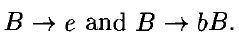 B → e and B → bB.